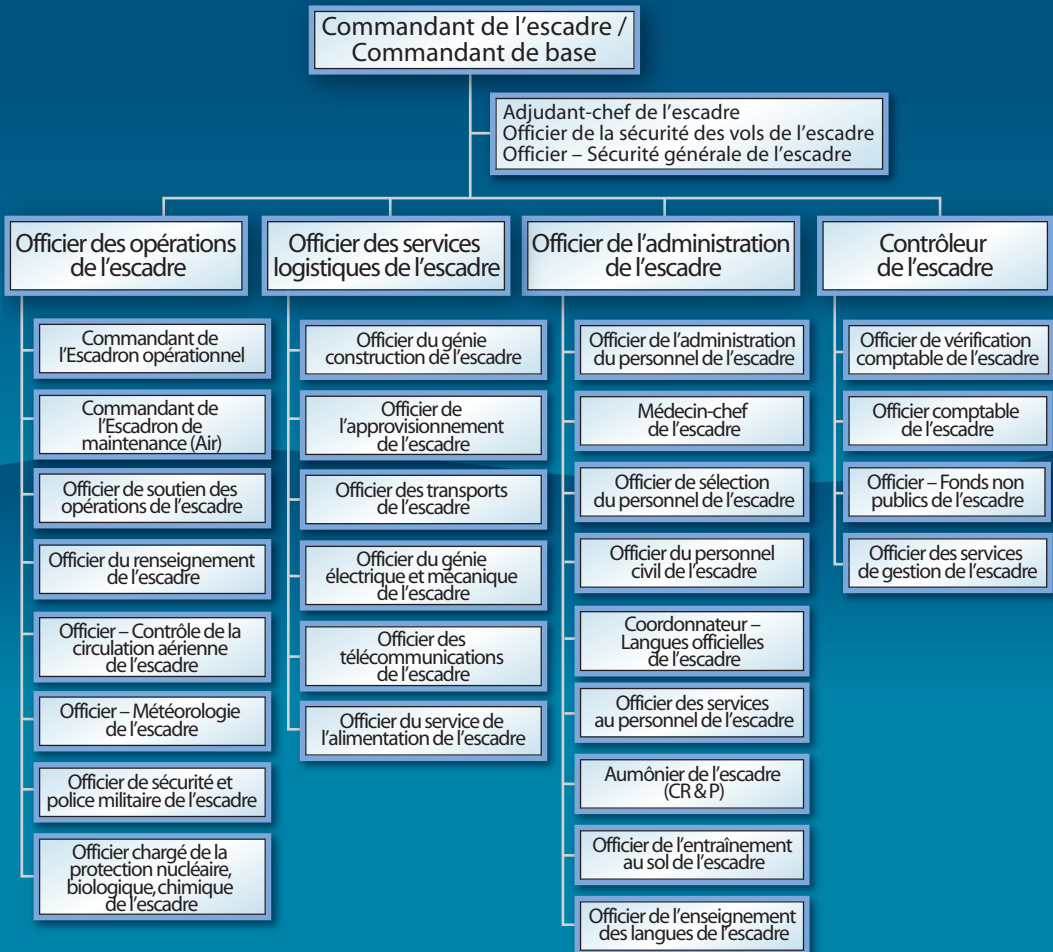 Commandant de l'escadre /
Commandant de base
Adjudant-chef de l'escadre
Officier de la sécurité des vols de l'escadre
Officier – Sécurité générale de l'escadre
Officier des opérations
de l'escadre
Commandant de
l'Escadron opérationnel
Commandant de
l'Escadron de
maintenance (Air)
Officier de soutien des
opérations de l'escadre
Officier du renseignement
de l'escadre
Officier – Contrôle de la
circulation aérienne
de l'escadre
Officier – Météorologie
de l'escadre
Officier de sécurité et
police militaire de l'escadre
Officier chargé de la
protection nucléaire,
biologique, chimique
de l'escadre
Officier des services
logistiques de l'escadre
Officier du génie
construction de l'escadre
Officier de
l'approvisionnement
de l'escadre
Officier des transports
de l'escadre
Officier du génie
électrique et mécanique
de l'escadre
Officier des
télécommunications
de l'escadre
Officier du service de
l'alimentation de l'escadre
Officier de l'administration
de l'escadre
Officier de l'administration
du personnel de l'escadre
Médecin-chef
de l'escadre
Officier de sélection
du personnel de l'escadre
Officier du personnel
civil de l'escadre
Coordonnateur –
Langues officielles
de l'escadre
Officier des services
au personnel de l'escadre
Aumônier de l'escadre
(CR & P)
Officier de l'entraînement
au sol de l'escadre
Officier de l'enseignement
des langues de l'escadre
Contrôleur
de l'escadre
Officier de vérification
comptable de l'escadre
Officier comptable
de l'escadre
Officier – Fonds non
publics de l'escadre
Officier des services
de gestion de l'escadre